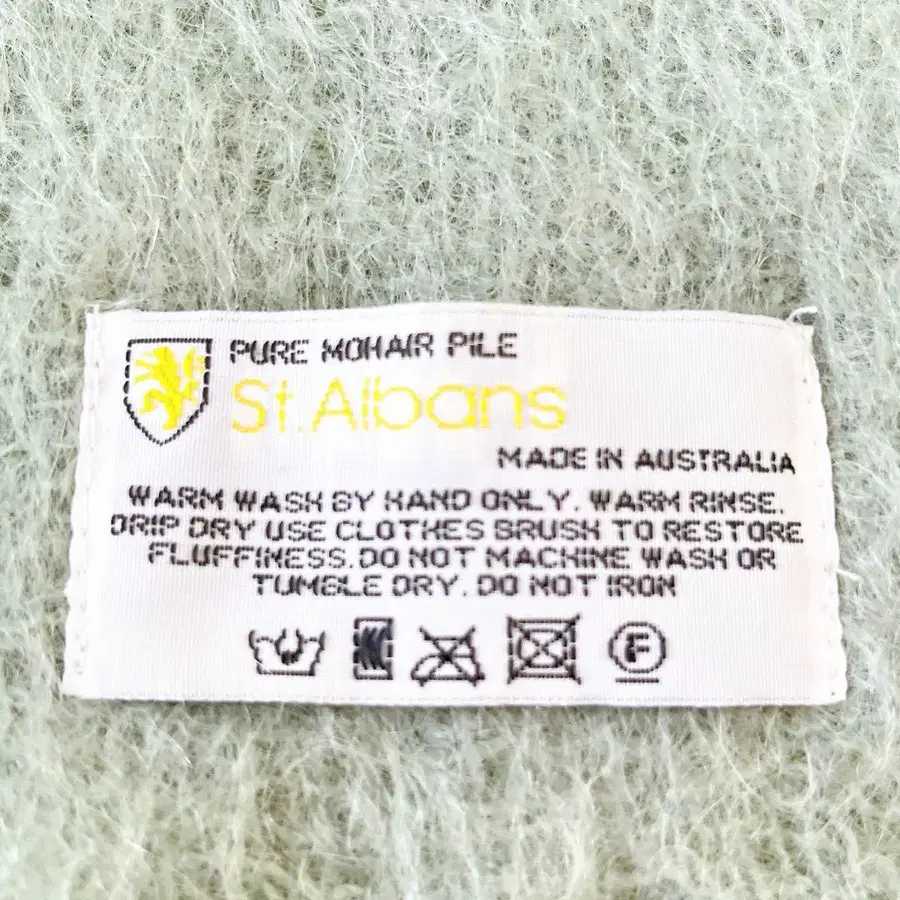 PURE MOHAIR PILE
St. Albans
MADE IN AUSTRALIA
WARM WASH BY HAND ONLY. WARM RINSE.
DRIP DRY USE CLOTHES BRUSH TO RESTORE
FLUFFINESS. DO NOT MACHINE WASH OR
TUMBLE DRY. DO NOT IRON
F